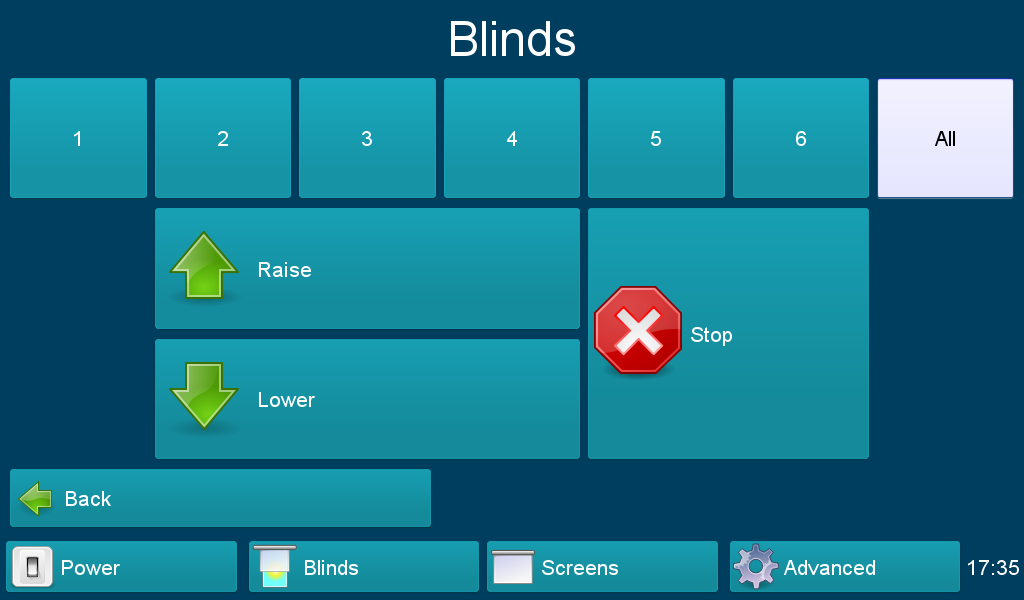 Blinds
1 2 3 4 5 6 All
Raise
Stop
Lower
Back
Power Blinds Screens Advanced 17:35